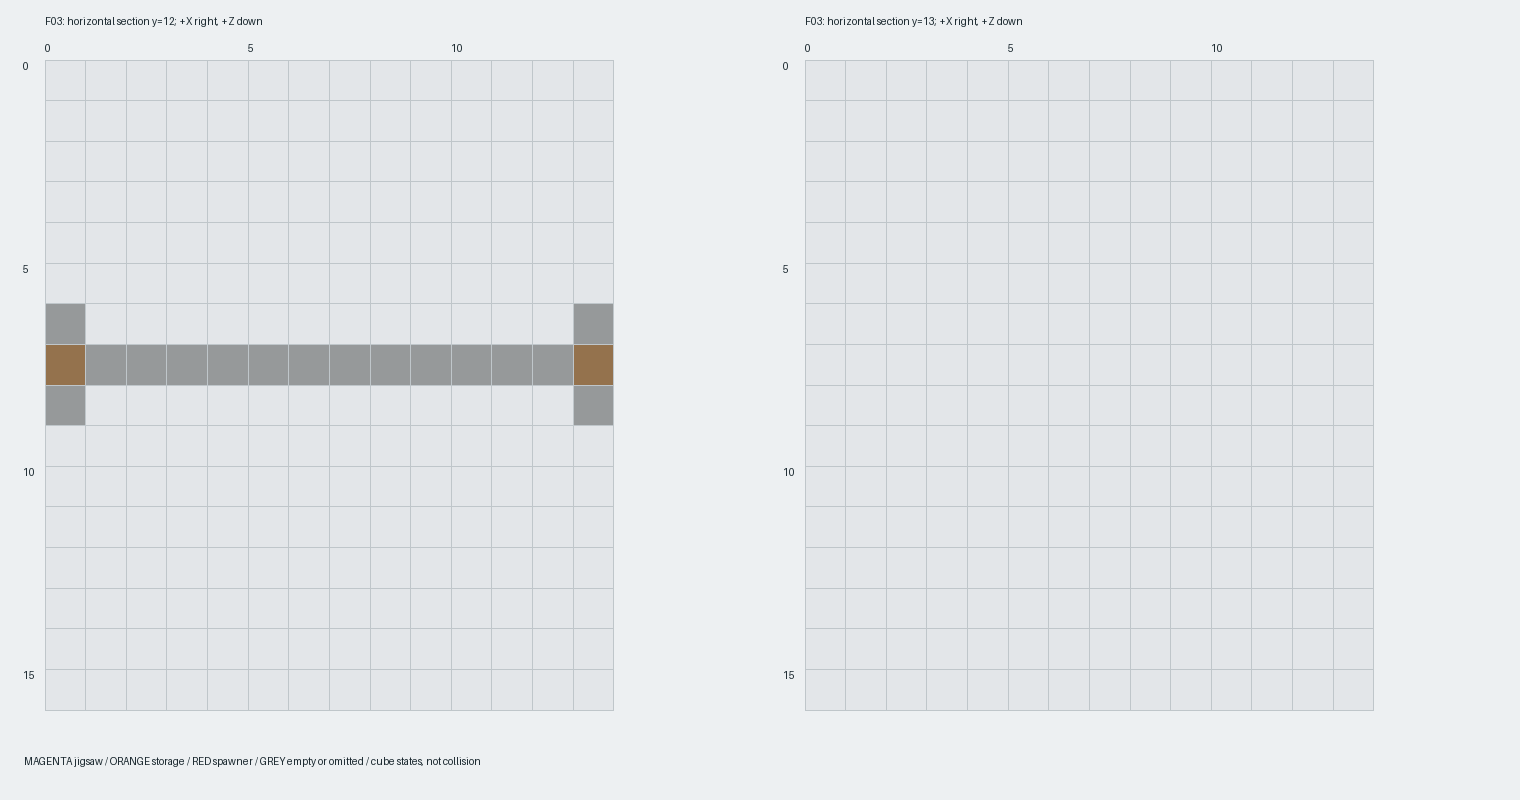 F03: horizontal section y=12; +X right, +Z down
F03: horizontal section y=13; +X right, +Z down
0 5 10
0 5 10
0
0
5
5
10
10
15
15
MAGENTA jigsaw / ORANGE storage / RED spawner / GREY empty or omitted / cube states, not collision